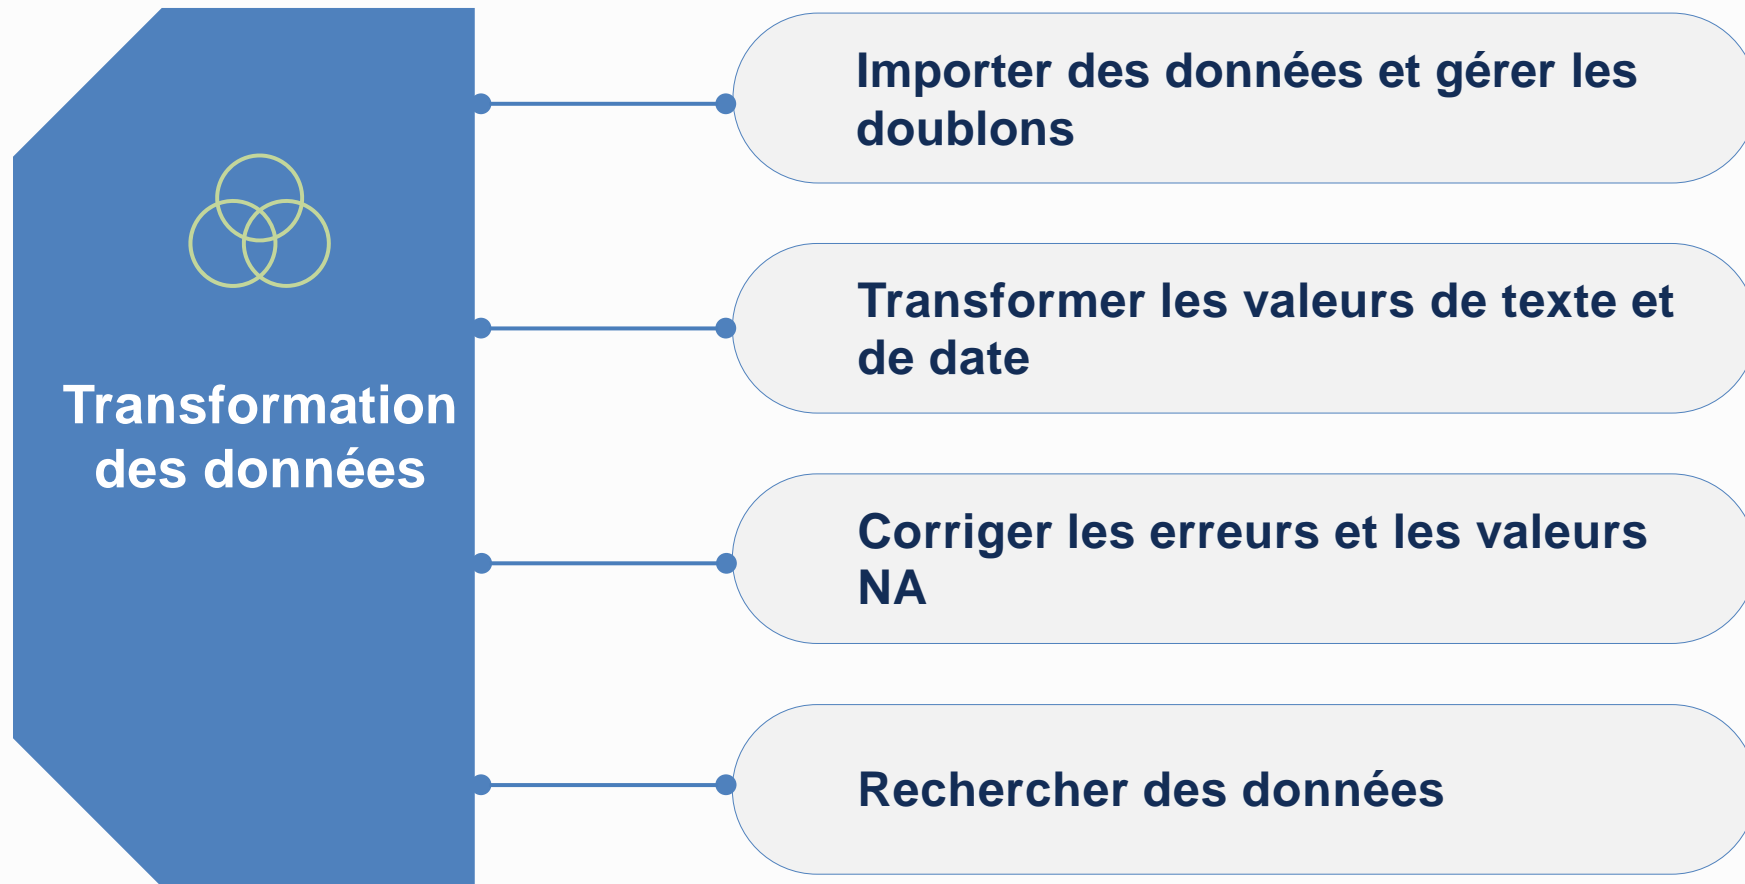 Transformation
des données
Importer des données et gérer les
doublons
Transformer les valeurs de texte et
de date
Corriger les erreurs et les valeurs
NA
Rechercher des données